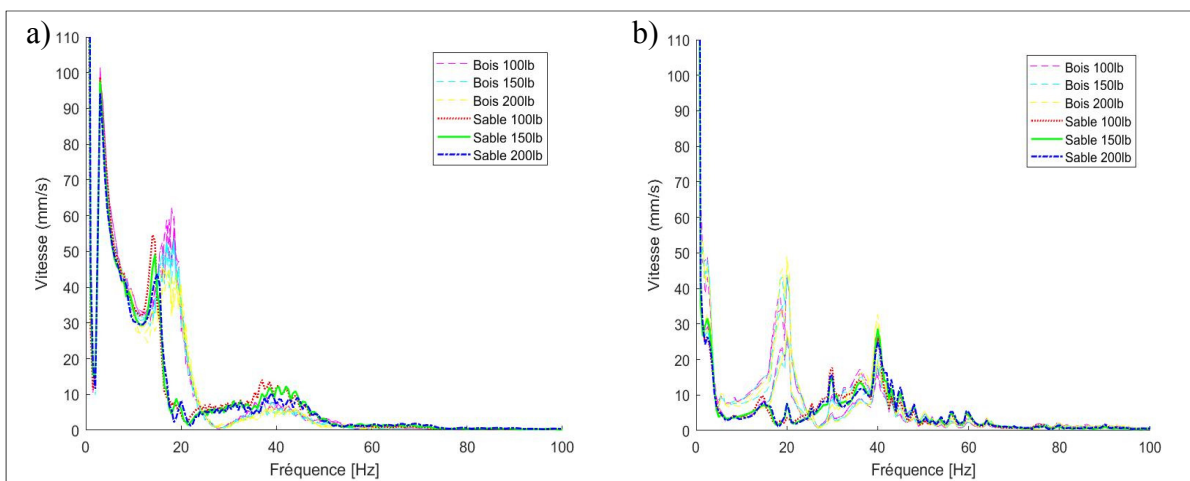 a)
110
100
90
80
70
60
50
40
30
20
10
0
Vitesse (mm/s)
Bois 100lb
Bois 150lb
Bois 200lb
Sable 100lb
Sable 150lb
Sable 200lb
0 20 40 60 80 100
Fréquence [Hz]
b)
110
100
90
80
70
60
50
40
30
20
10
0
Vitesse (mm/s)
Bois 100lb
Bois 150lb
Bois 200lb
Sable 100lb
Sable 150lb
Sable 200lb
0 20 40 60 80 100
Fréquence [Hz]